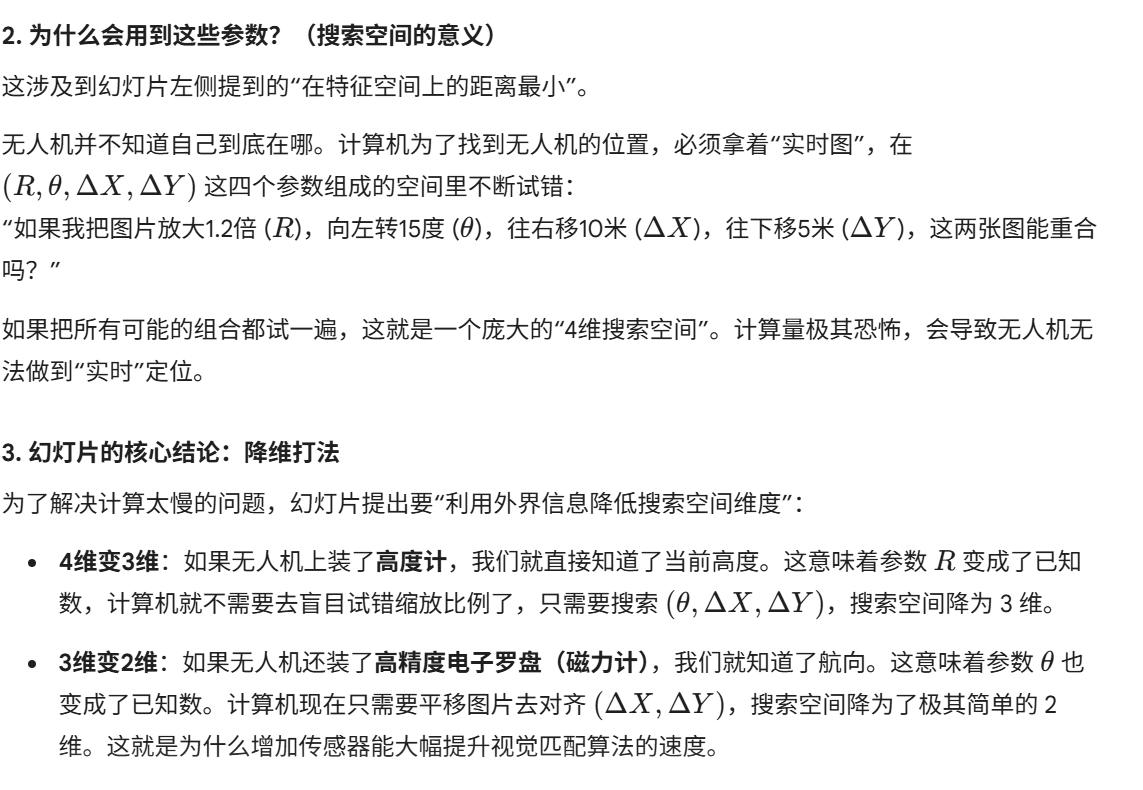 2. 为什么会用到这些参数？（搜索空间的意义）
这涉及到幻灯片左侧提到的“在特征空间上的距离最小”。
无人机并不知道自己到底在哪。计算机为了找到无人机的位置，必须拿着“实时图”，在
(R, θ, ΔX, ΔY) 这四个参数组成的空间里不断试错：
“如果我把图片放大1.2倍 (R)，向左转15度 (θ)，往右移10米 (ΔX)，往下移5米 (ΔY)，这两张图能重合
吗？”
如果把所有可能的组合都试一遍，这就是一个庞大的“4维搜索空间”。计算量极其恐怖，会导致无人机无
法做到“实时”定位。
3. 幻灯片的核心结论：降维打法
为了解决计算太慢的问题，幻灯片提出要“利用外界信息降低搜索空间维度”：
• 4维变3维：如果无人机上装了高度计，我们就直接知道了当前高度。这意味着参数 R 变成了已知
数，计算机就不需要去盲目试错缩放比例了，只需要搜索 (θ, ΔX, ΔY)，搜索空间降为 3 维。
• 3维变2维：如果无人机还装了高精度电子罗盘（磁力计），我们就知道了航向。这意味着参数 θ 也
变成了已知数。计算机现在只需要平移图片去对齐 (ΔX, ΔY)，搜索空间降为了极其简单的 2
维。这就是为什么增加传感器能大幅提升视觉匹配算法的速度。